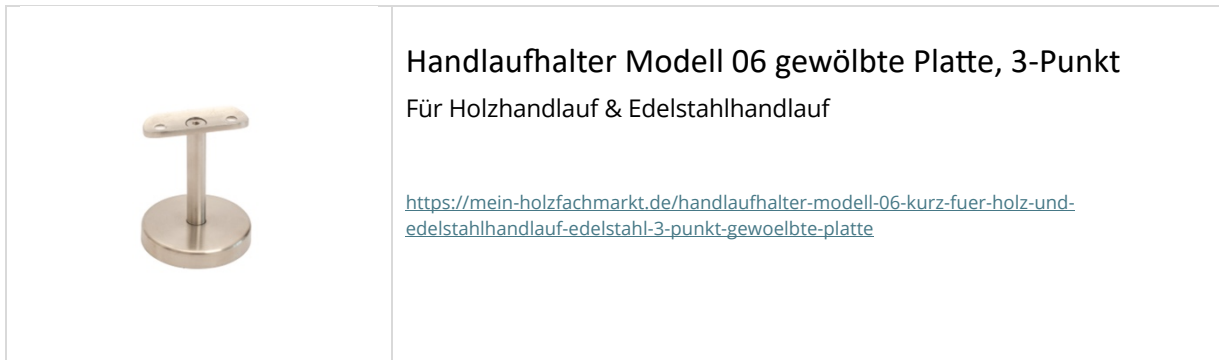 Handlaufhalter Modell 06 gewölbte Platte, 3-Punkt
Für Holzhandlauf & Edelstahlhandlauf
https://mein-holzfachmarkt.de/handlaufhalter-modell-06-kurz-fuer-holz-und-
edelstahlhandlauf-edelstahl-3-punkt-gewoelbte-platte